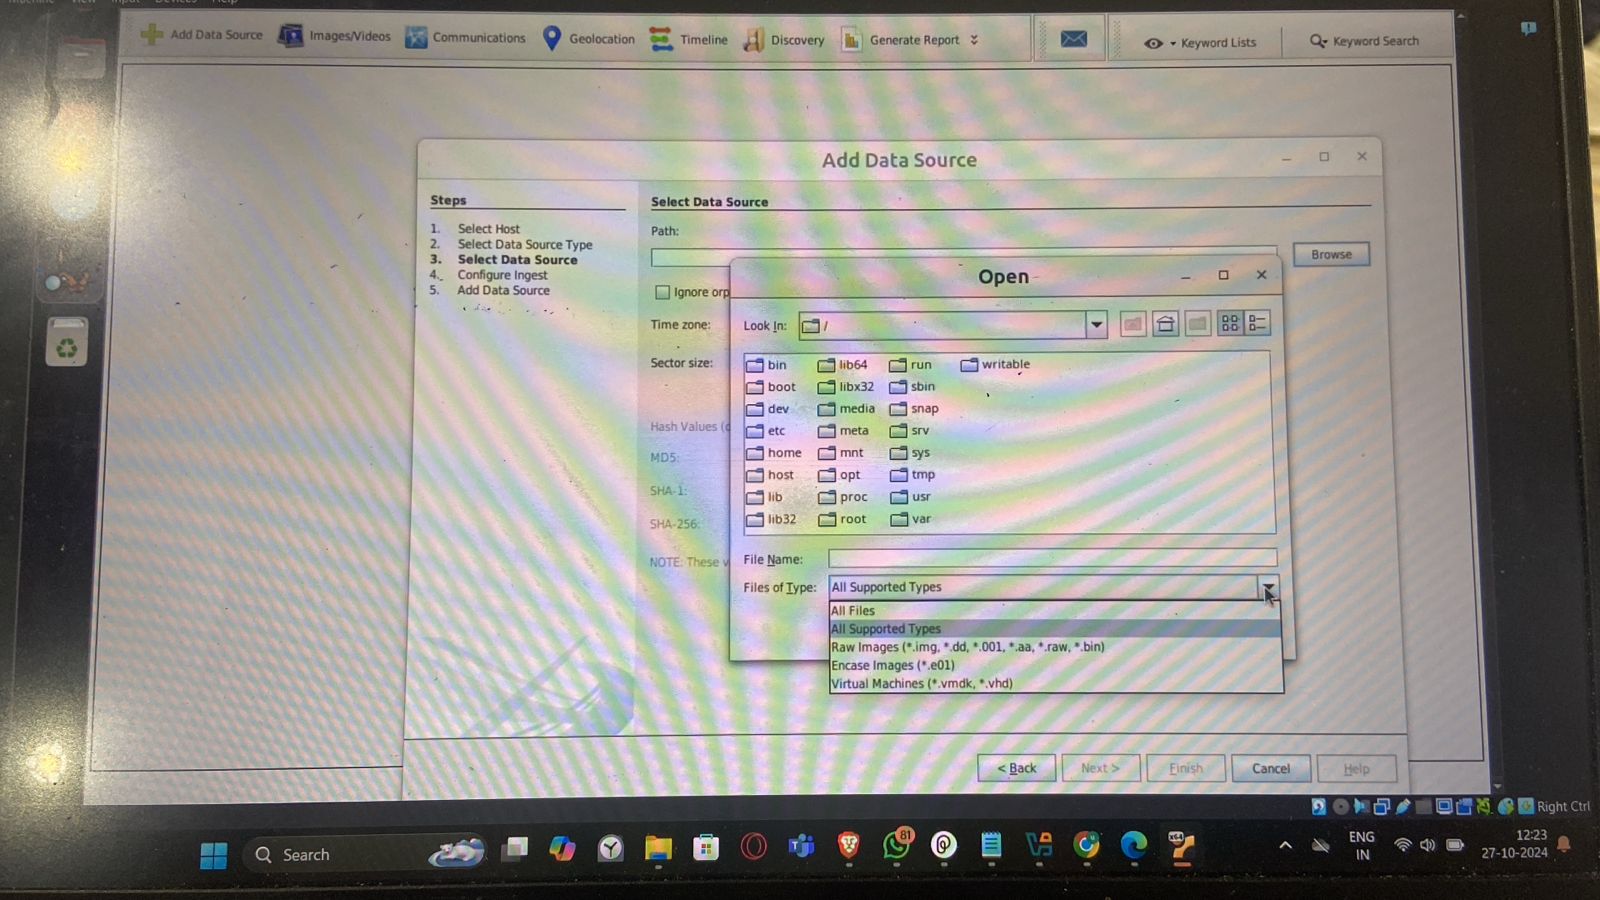 Add Data Source Images/Videos Communications Geolocation Timeline Discovery Generate Report Keyword Lists Keyword Search
Add Data Source
Steps
1. Select Host
2. Select Data Source Type
3. Select Data Source
4. Configure Ingest
5. Add Data Source
Select Data Source
Path:
Browse
Ignore orp
Time zone:
Sector size:
Hash Values (
MD5:
SHA-1:
SHA-256:
NOTE: These v
Open
Look In: /
bin lib64 run writable
boot libx32 sbin
dev media snap
etc meta srv
home mnt sys
host opt tmp
lib proc usr
lib32 root var
File Name:
Files of Type: All Supported Types
All Files
All Supported Types
Raw Images (*.img, *.dd, *.001, *.aa, *.raw, *.bin)
Encase Images (*.e01)
Virtual Machines (*.vmdk, *.vhd)
< Back Next > Finish Cancel Help
Right Ctrl
Search
81
X64
ENG
IN
12:23
27-10-2024